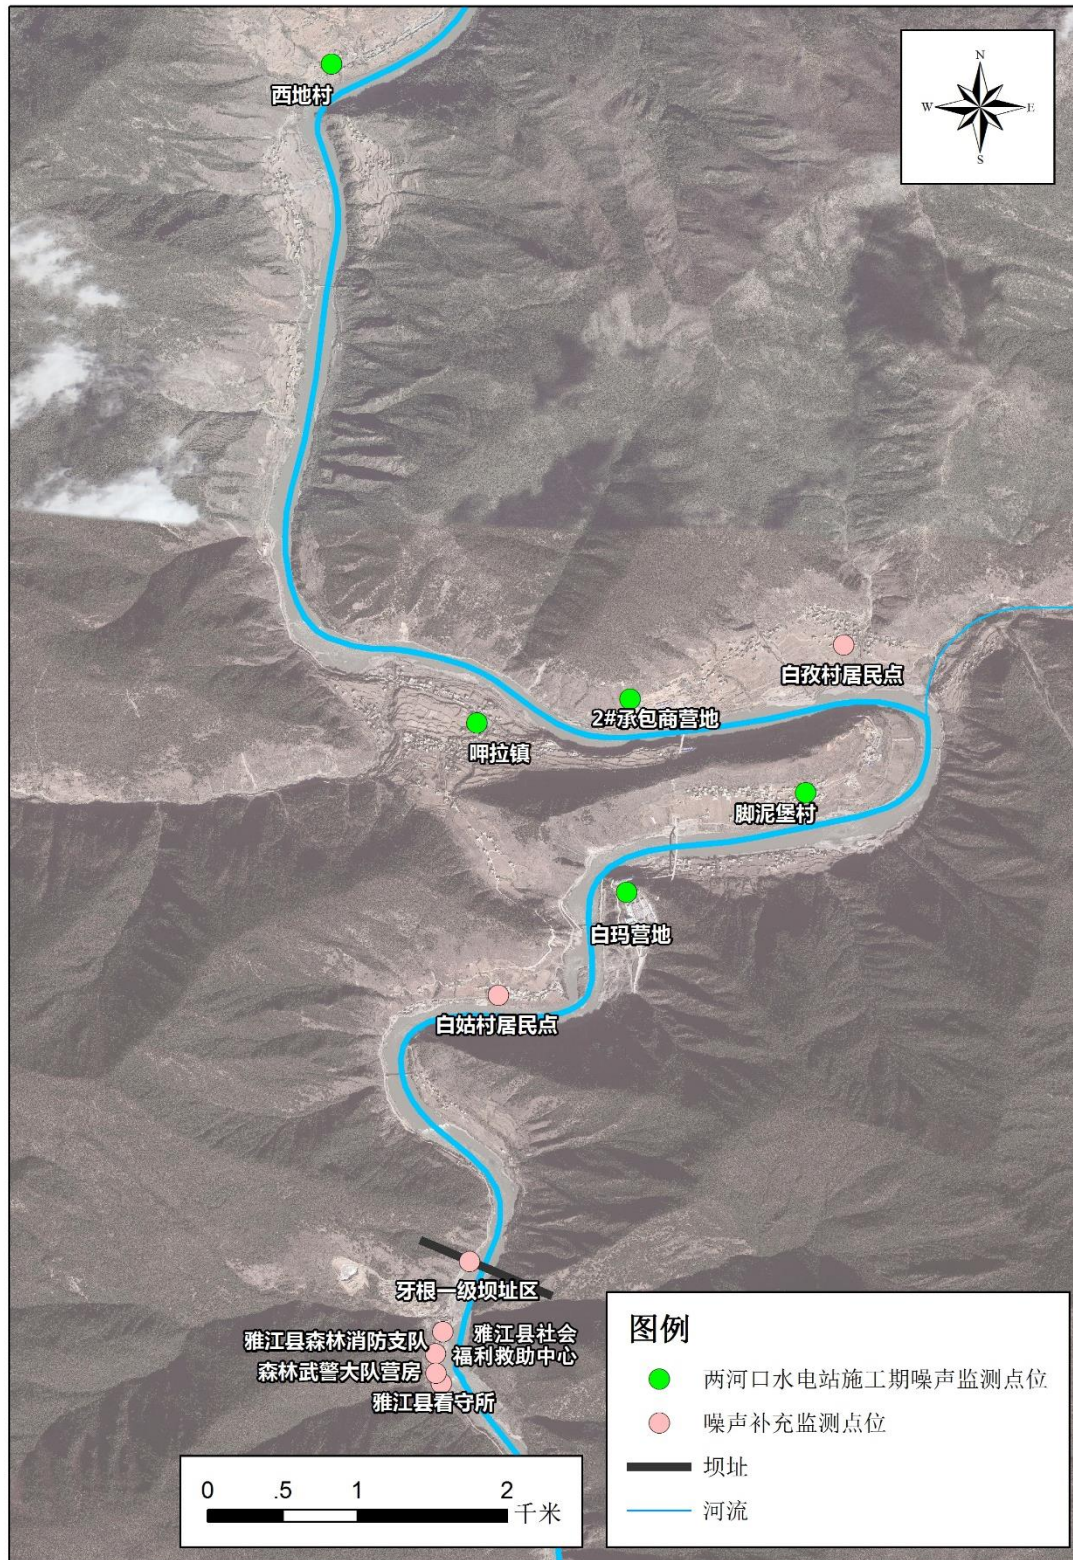 西地村
N
W
E
S
白孜村居民点
2#承包商营地
呷拉镇
脚泥堡村
白玛营地
白姑村居民点
牙根一级坝址区
雅江县森林消防支队
雅江县社会
福利救助中心
森林武警大队营房
雅江县看守所
图例
两河口水电站施工期噪声监测点位
噪声补充监测点位
坝址
河流
0 .5 1 2
千米